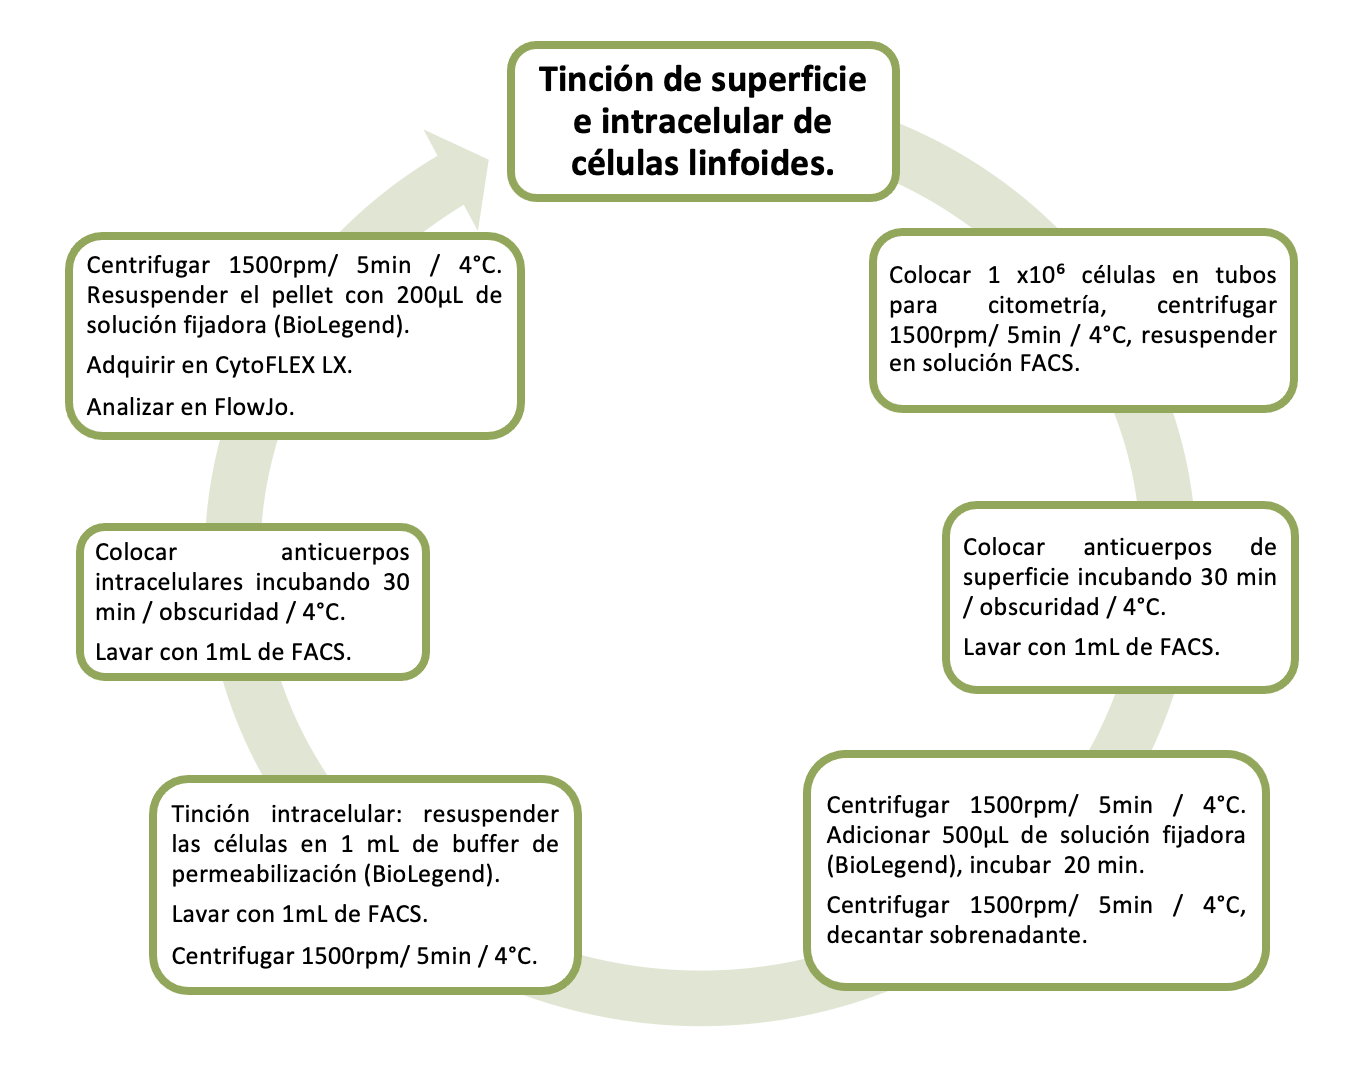 Tinción de superficie
e intracelular de
células linfoides.
Colocar 1 x10⁶ células en tubos
para citometría, centrifugar
1500rpm/ 5min / 4°C, resuspender
en solución FACS.
Colocar anticuerpos de
superficie incubando 30 min
/ obscuridad / 4°C.
Lavar con 1mL de FACS.
Centrifugar 1500rpm/ 5min / 4°C.
Adicionar 500µL de solución fijadora
(BioLegend), incubar 20 min.
Centrifugar 1500rpm/ 5min / 4°C,
decantar sobrenadante.
Tinción intracelular: resuspender
las células en 1 mL de buffer de
permeabilización (BioLegend).
Lavar con 1mL de FACS.
Centrifugar 1500rpm/ 5min / 4°C.
Colocar anticuerpos
intracelulares incubando 30
min / obscuridad / 4°C.
Lavar con 1mL de FACS.
Centrifugar 1500rpm/ 5min / 4°C.
Resuspender el pellet con 200µL de
solución fijadora (BioLegend).
Adquirir en CytoFLEX LX.
Analizar en FlowJo.